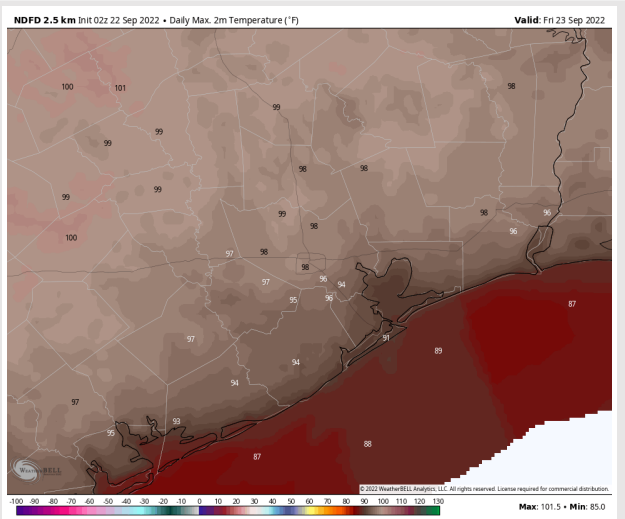 NDFD 2.5 km Init 02z 22 Sep 2022 • Daily Max. 2m Temperature (°F) Valid: Fri 23 Sep 2022
100 101 98
99
99
99
98 98
99
99
99 98 96
98 96
100
97 98
98
97 96 94
95 96
97 91 89 87
94
94
97
93
95
88
87
WEATHERBELL
© 2022 WeatherBELL Analytics, LLC. All rights reserved. License required for commercial distribution.
-100 -90 -80 -70 -60 -50 -40 -30 -20 -10 0 10 20 30 40 50 60 70 80 90 100 110 120 130
Max: 101.5 • Min: 85.0